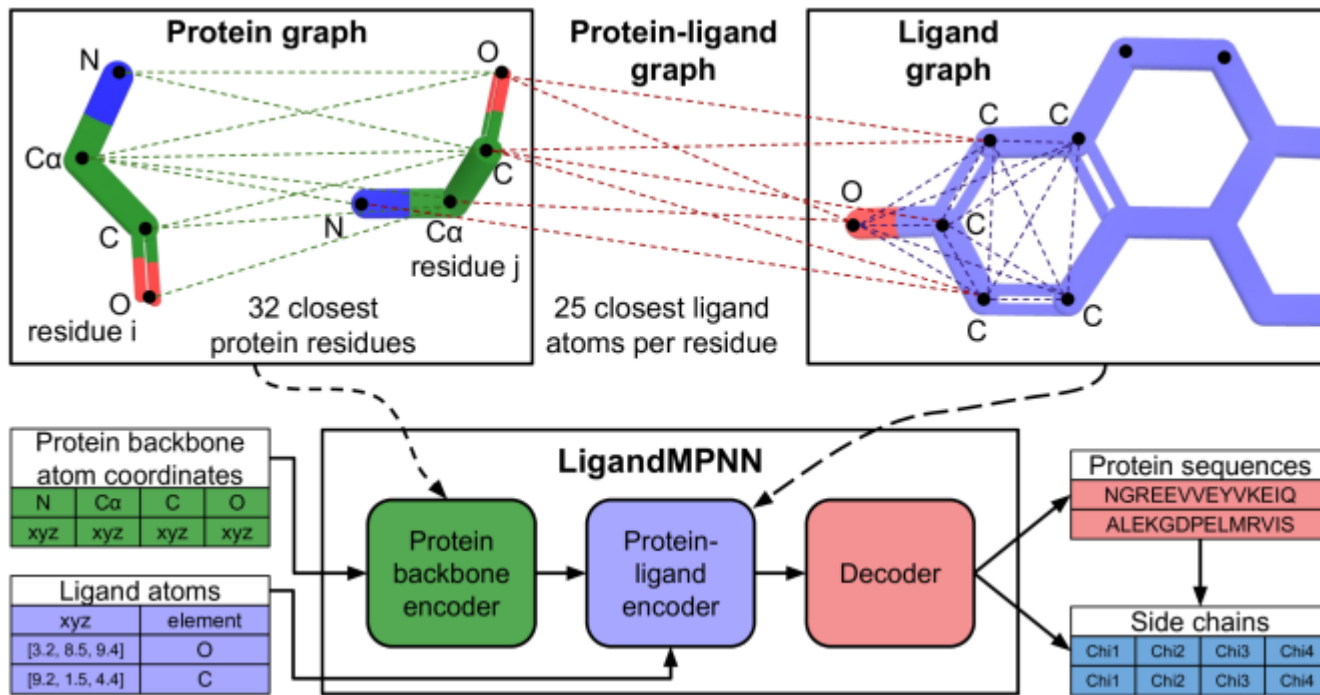 Protein graph
Protein-ligand
graph
Ligand
graph
N
Cα
C
O
residue i
O
C
N
Cα
residue j
32 closest
protein residues
25 closest ligand
atoms per residue
C
C
O
C
C
C
Protein backbone
atom coordinates
N Cα C O
xyz xyz xyz xyz
Ligand atoms
xyz element
[3.2, 8.5, 9.4] O
[9.2, 1.5, 4.4] C
LigandMPNN
Protein
backbone
encoder
Protein-
ligand
encoder
Decoder
Protein sequences
NGREEVVEYVKEIQ
ALEKGDPELMRVIS
Side chains
Chi1 Chi2 Chi3 Chi4
Chi1 Chi2 Chi3 Chi4